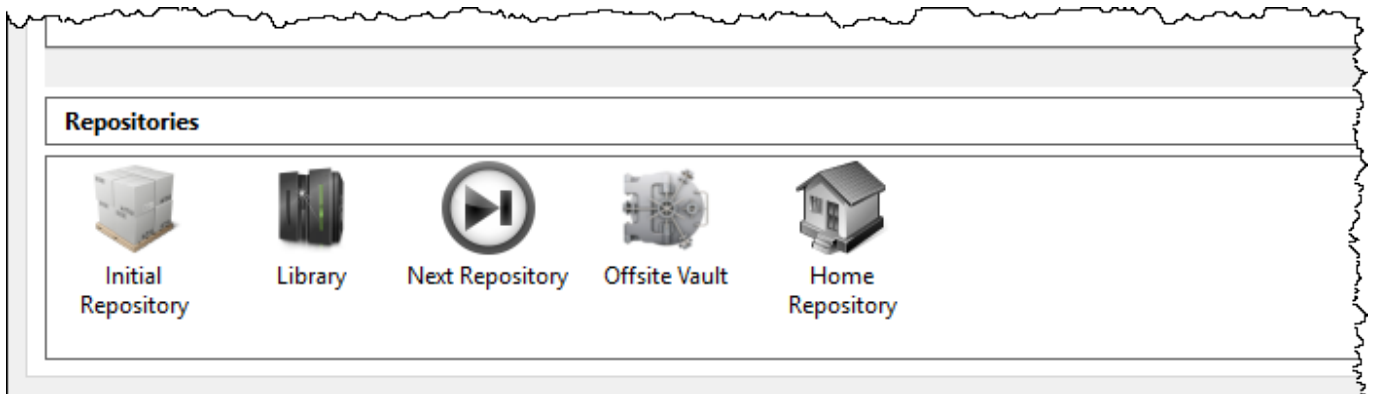 Repositories
Initial
Repository
Library
Next Repository
Offsite Vault
Home
Repository